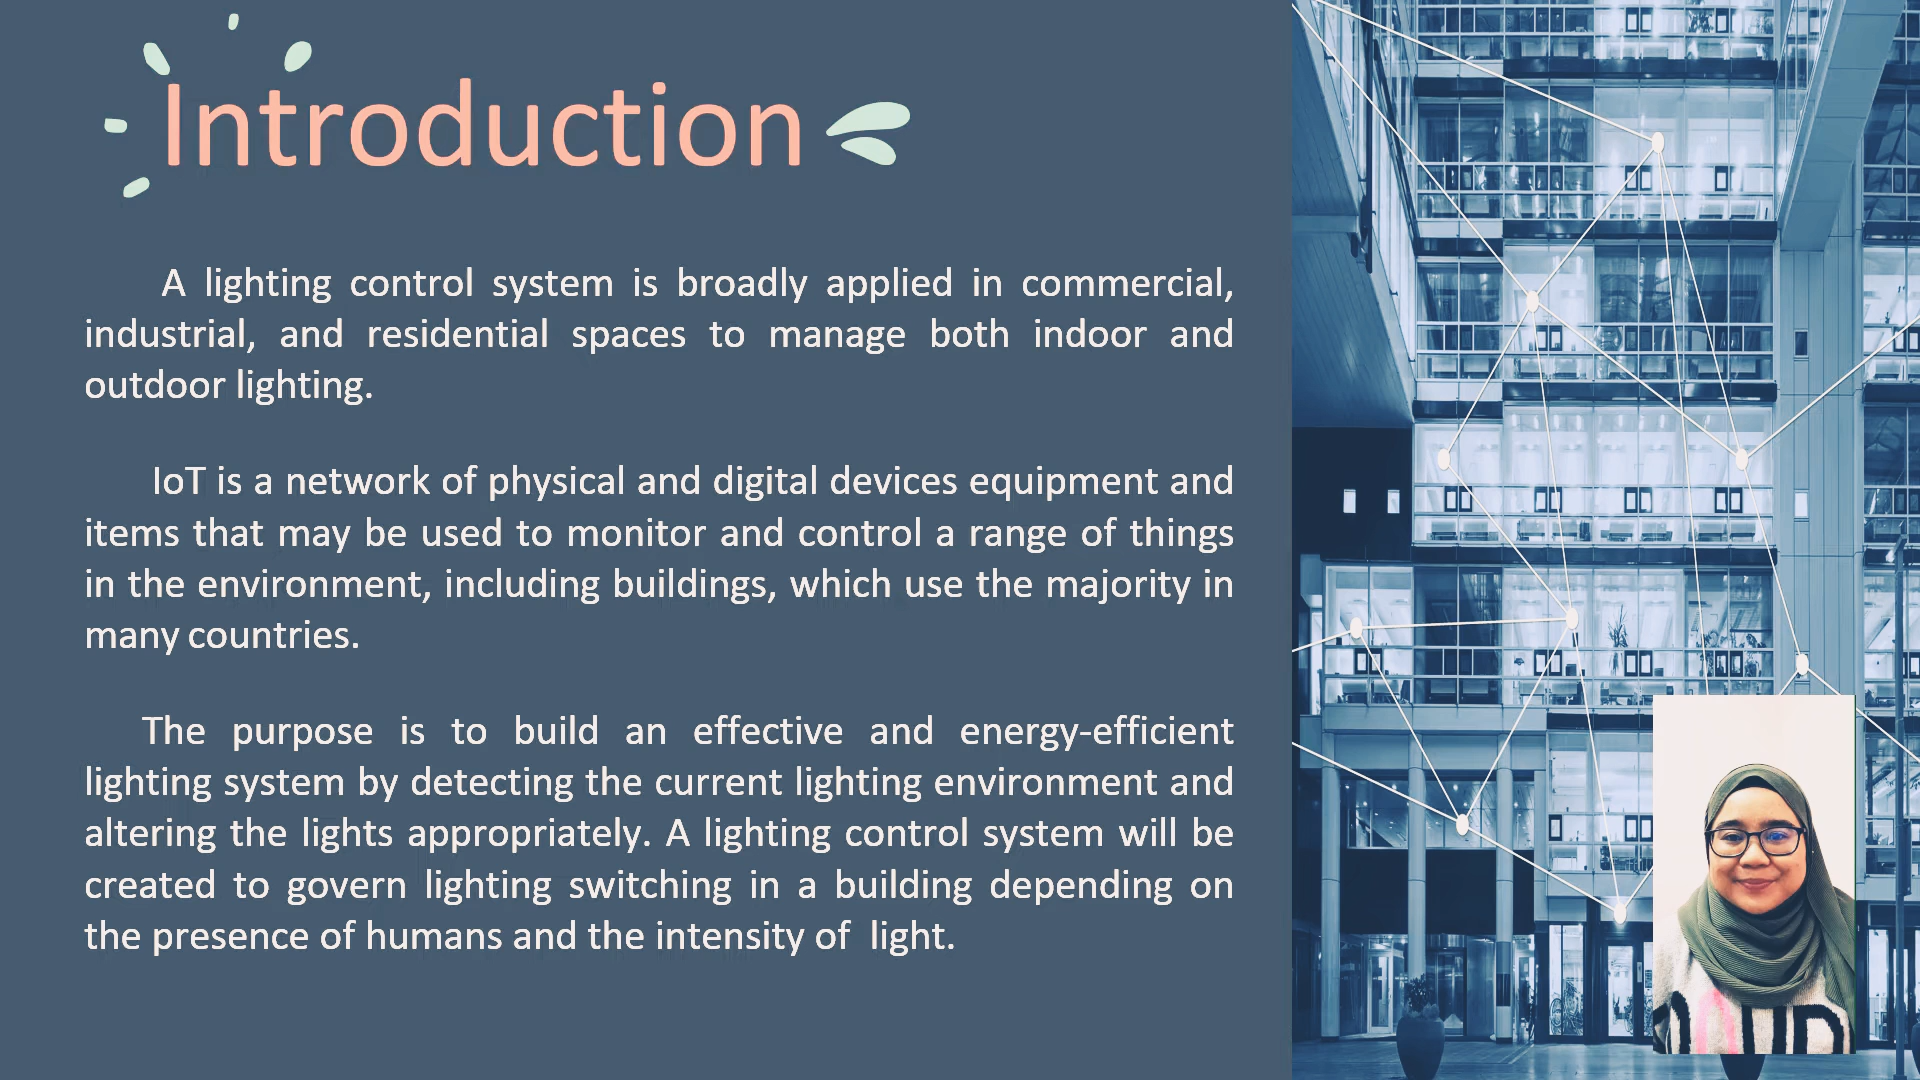 Introduction
A lighting control system is broadly applied in commercial,
industrial, and residential spaces to manage both indoor and
outdoor lighting.
IoT is a network of physical and digital devices equipment and
items that may be used to monitor and control a range of things
in the environment, including buildings, which use the majority in
many countries.
The purpose is to build an effective and energy-efficient
lighting system by detecting the current lighting environment and
altering the lights appropriately. A lighting control system will be
created to govern lighting switching in a building depending on
the presence of humans and the intensity of light.